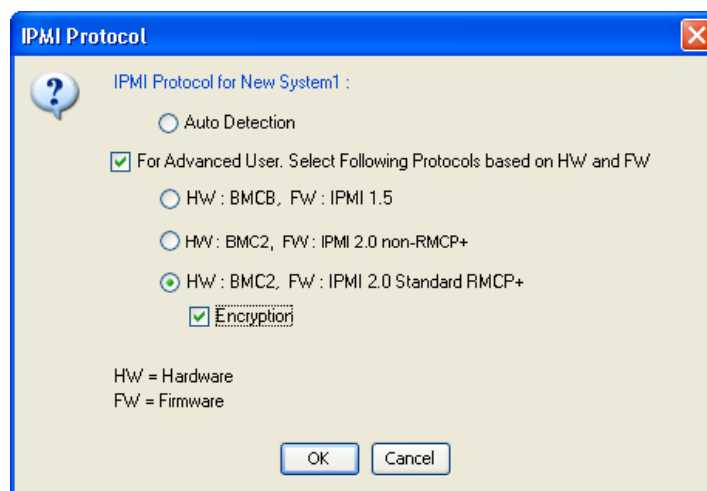 IPMI Protocol
IPMI Protocol for New System1 :
Auto Detection
For Advanced User. Select Following Protocols based on HW and FW
HW : BMCB, FW : IPMI 1.5
HW : BMC2, FW : IPMI 2.0 non-RMCP+
HW : BMC2, FW : IPMI 2.0 Standard RMCP+
Encryption
HW = Hardware
FW = Firmware
OK Cancel